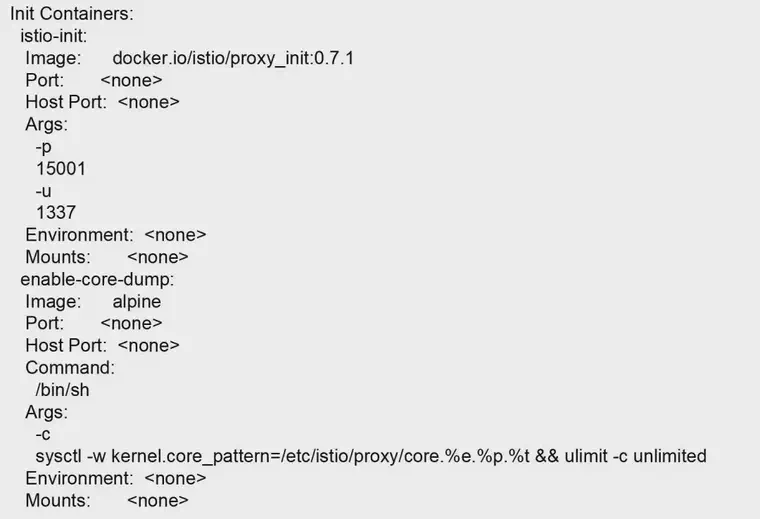 Init Containers:
istio-init:
Image: docker.io/istio/proxy_init:0.7.1
Port: <none>
Host Port: <none>
Args:
-p
15001
-u
1337
Environment: <none>
Mounts: <none>
enable-core-dump:
Image: alpine
Port: <none>
Host Port: <none>
Command:
/bin/sh
Args:
-c
sysctl -w kernel.core_pattern=/etc/istio/proxy/core.%e.%p.%t && ulimit -c unlimited
Environment: <none>
Mounts: <none>